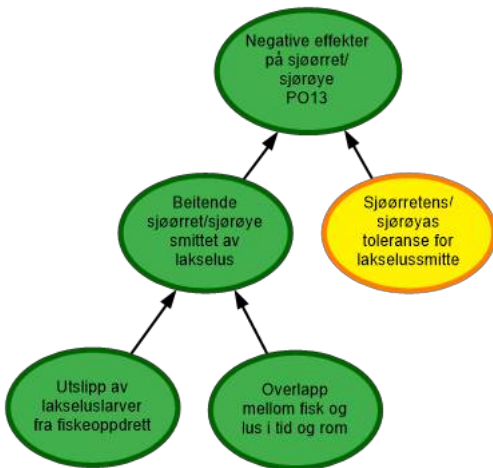 Negative effekter
på sjøørret/
sjørøye
PO13
Beitende
sjøørret/sjørøye
smittet av
lakselus
Sjøørretens/
sjørøyas
toleranse for
lakselussmitte
Utslipp av
lakseluslarver
fra fiskeoppdrett
Overlapp
mellom fisk og
lus i tid og rom